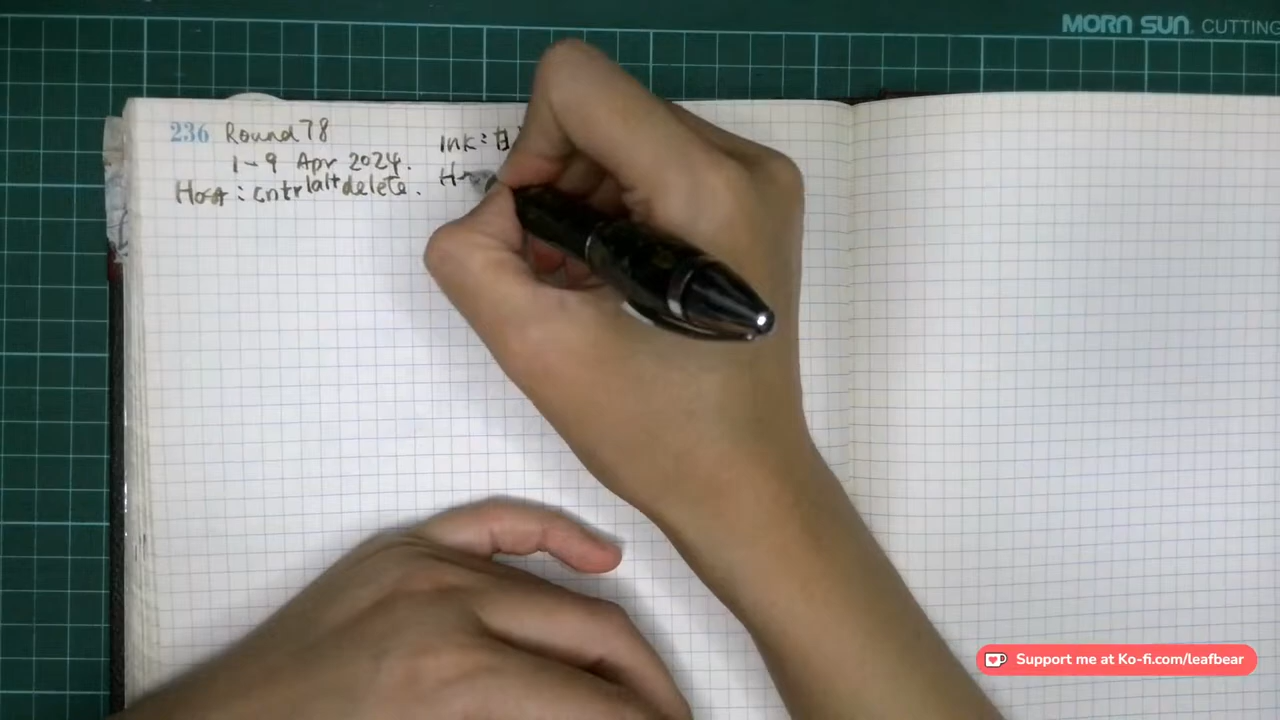 MORN SUN. CUTTING
236 Round 78
1-9 Apr 2024.
Host: cntrlaltdelete.
Ink:
Support me at Ko-fi.com/leafbear